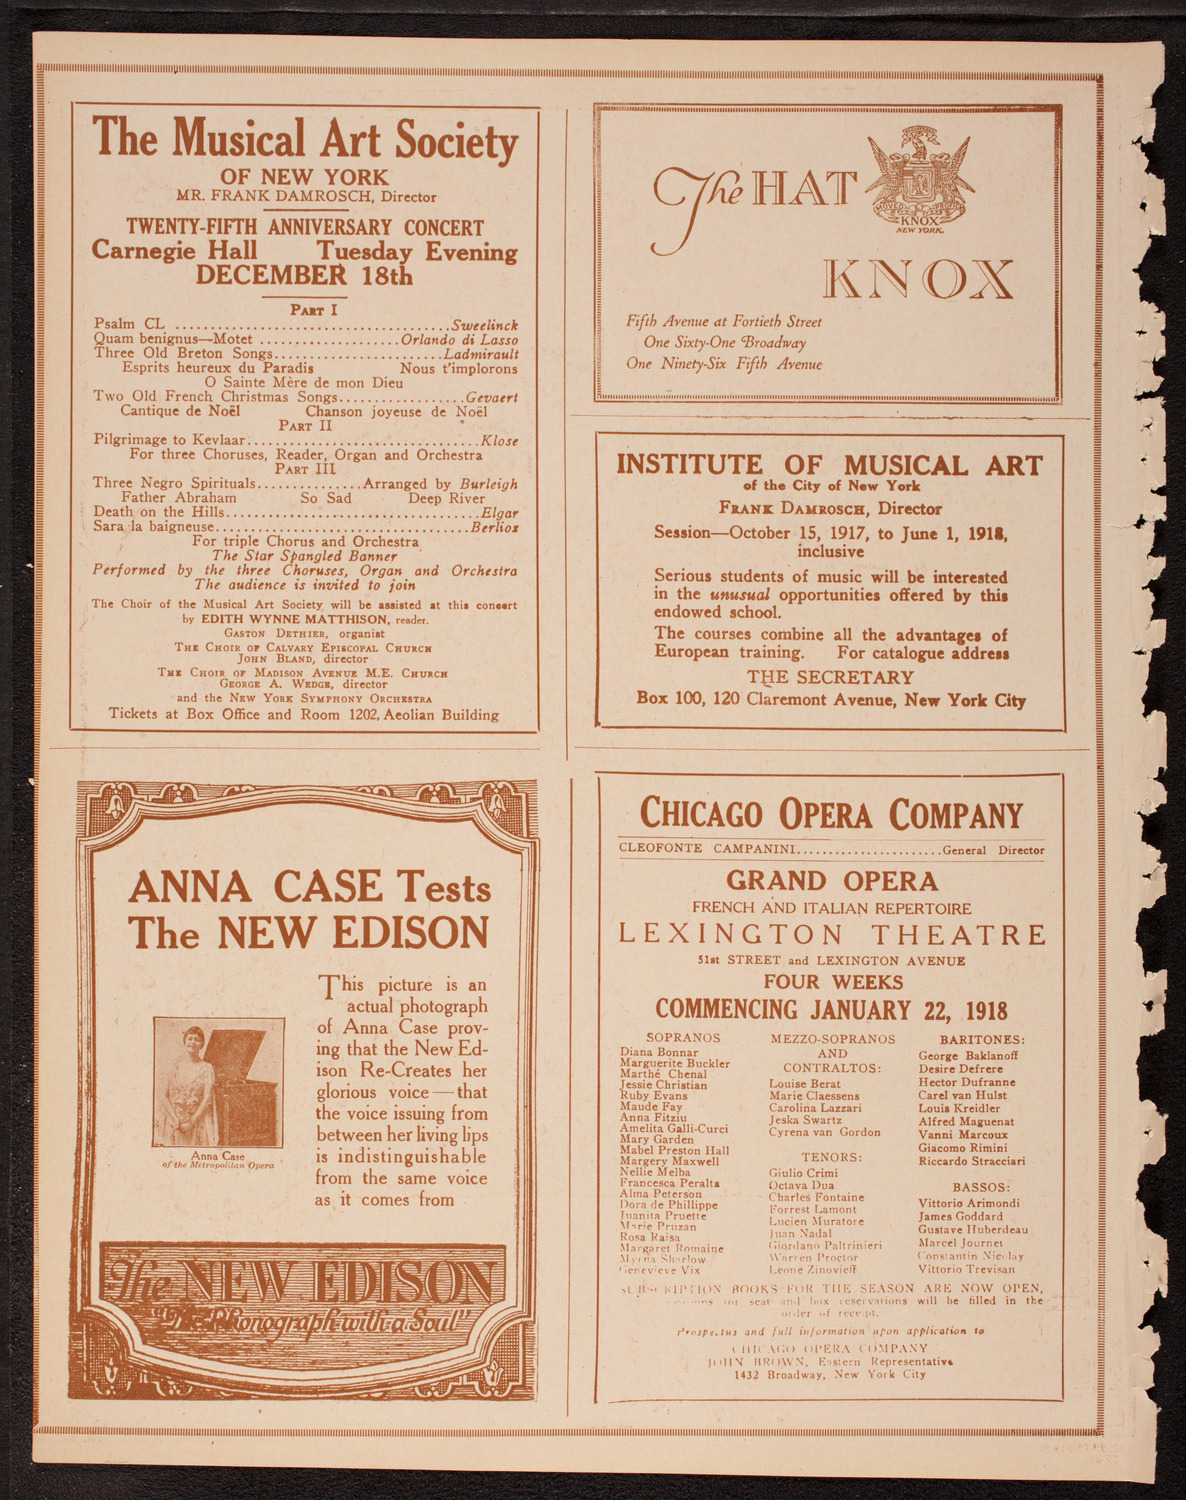 The Musical Art Society
OF NEW YORK
MR. FRANK DAMROSCH, Director
TWENTY-FIFTH ANNIVERSARY CONCERT
Carnegie Hall Tuesday Evening
DECEMBER 18th
PART I
Psalm CL ..................................Sweelinck
Quam benignus—Motet ....................Orlando di Lasso
Three Old Breton Songs........................Ladmirault
Esprits heureux du Paradis Nous t'implorons
O Sainte Mère de mon Dieu
Two Old French Christmas Songs..................Gevaert
Cantique de Noël Chanson joyeuse de Noël
PART II
Pilgrimage to Kevlaar...............................Klose
For three Choruses, Reader, Organ and Orchestra
PART III
Three Negro Spirituals..............Arranged by Burleigh
Father Abraham So Sad Deep River
Death on the Hills..................................Elgar
Sara la baigneuse..................................Berlioz
For triple Chorus and Orchestra
The Star Spangled Banner
Performed by the three Choruses, Organ and Orchestra
The audience is invited to join
The Choir of the Musical Art Society will be assisted at this concert
by EDITH WYNNE MATTHISON, reader.
GASTON DETHIER, organist
THE CHOIR OF CALVARY EPISCOPAL CHURCH
JOHN BLAND, director
THE CHOIR OF MADISON AVENUE M.E. CHURCH
GEORGE A. WEDGE, director
and the NEW YORK SYMPHONY ORCHESTRA
Tickets at Box Office and Room 1202, Aeolian Building
The HAT
KNOX
NEW YORK.
KNOX
Fifth Avenue at Fortieth Street
One Sixty-One Broadway
One Ninety-Six Fifth Avenue
INSTITUTE OF MUSICAL ART
of the City of New York
FRANK DAMROSCH, Director
Session—October 15, 1917, to June 1, 1918,
inclusive
Serious students of music will be interested
in the unusual opportunities offered by this
endowed school.
The courses combine all the advantages of
European training. For catalogue address
THE SECRETARY
Box 100, 120 Claremont Avenue, New York City
ANNA CASE Tests
The NEW EDISON
This picture is an
actual photograph
of Anna Case prov-
ing that the New Ed-
ison Re-Creates her
glorious voice—that
the voice issuing from
between her living lips
is indistinguishable
from the same voice
as it comes from
Anna Case
of the Metropolitan Opera
The NEW EDISON
"The Phonograph with a Soul"
CHICAGO OPERA COMPANY
CLEOFONTE CAMPANINI.......................General Director
GRAND OPERA
FRENCH AND ITALIAN REPERTOIRE
LEXINGTON THEATRE
51st STREET and LEXINGTON AVENUE
FOUR WEEKS
COMMENCING JANUARY 22, 1918
SOPRANOS
Diana Bonnar
Marguerite Buckler
Marthé Chenal
Jessie Christian
Ruby Evans
Maude Fay
Anna Fitziu
Amelita Galli-Curci
Mary Garden
Mabel Preston Hall
Margery Maxwell
Nellie Melba
Francesca Peralta
Alma Peterson
Dora de Phillippe
Juanita Pruette
Marie Pruzan
Rosa Raisa
Margaret Romaine
Myrna Sharlow
Genevieve Vix
MEZZO-SOPRANOS
AND
CONTRALTOS:
Louise Berat
Marie Claessens
Carolina Lazzari
Jeska Swartz
Cyrena van Gordon
TENORS:
Giulio Crimi
Octava Dua
Charles Fontaine
Forrest Lamont
Lucien Muratore
Juan Nadal
Giordano Paltrinieri
Warren Proctor
Leone Zinovieff
BARITONES:
George Baklanoff
Desire Defrere
Hector Dufranne
Carel van Hulst
Louis Kreidler
Alfred Maguenat
Vanni Marcoux
Giacomo Rimini
Riccardo Stracciari
BASSOS:
Vittorio Arimondi
James Goddard
Gustave Huberdeau
Marcel Journet
Constantin Nicolay
Vittorio Trevisan
SUBSCRIPTION BOOKS FOR THE SEASON ARE NOW OPEN,
for seat and box reservations will be filled in the
order of receipt.
Prospectus and full information upon application to
CHICAGO OPERA COMPANY
JOHN BROWN, Eastern Representative
1432 Broadway, New York City